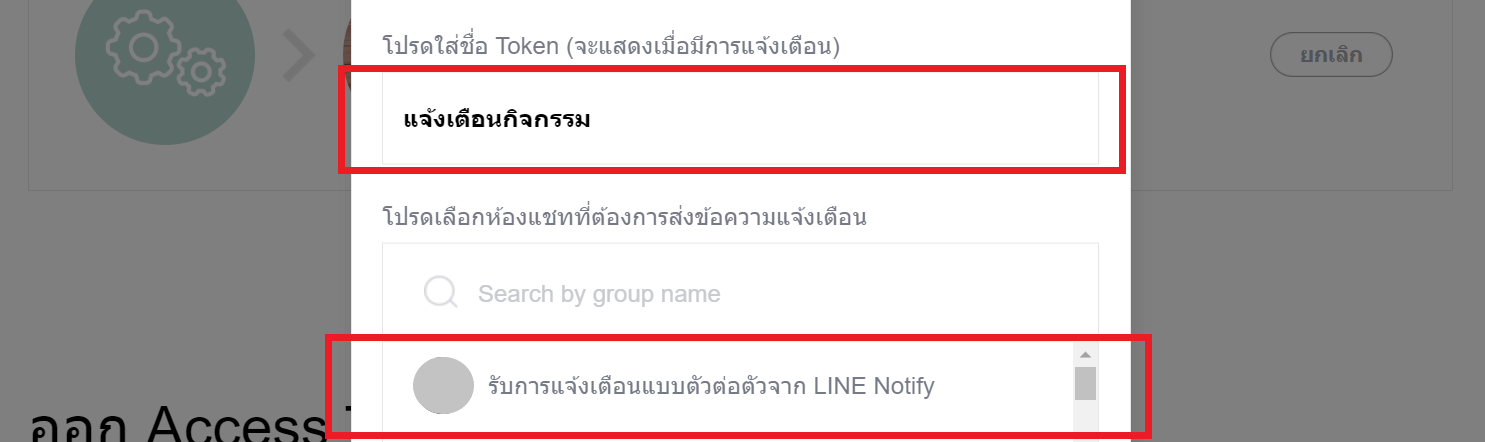 โปรดใส่ชื่อ Token (จะแสดงเมื่อมีการแจ้งเตือน)
ยกเลิก
แจ้งเตือนกิจกรรม
โปรดเลือกห้องแชทที่ต้องการส่งข้อความแจ้งเตือน
Search by group name
รับการแจ้งเตือนแบบตัวต่อตัวจาก LINE Notify
ออก Access